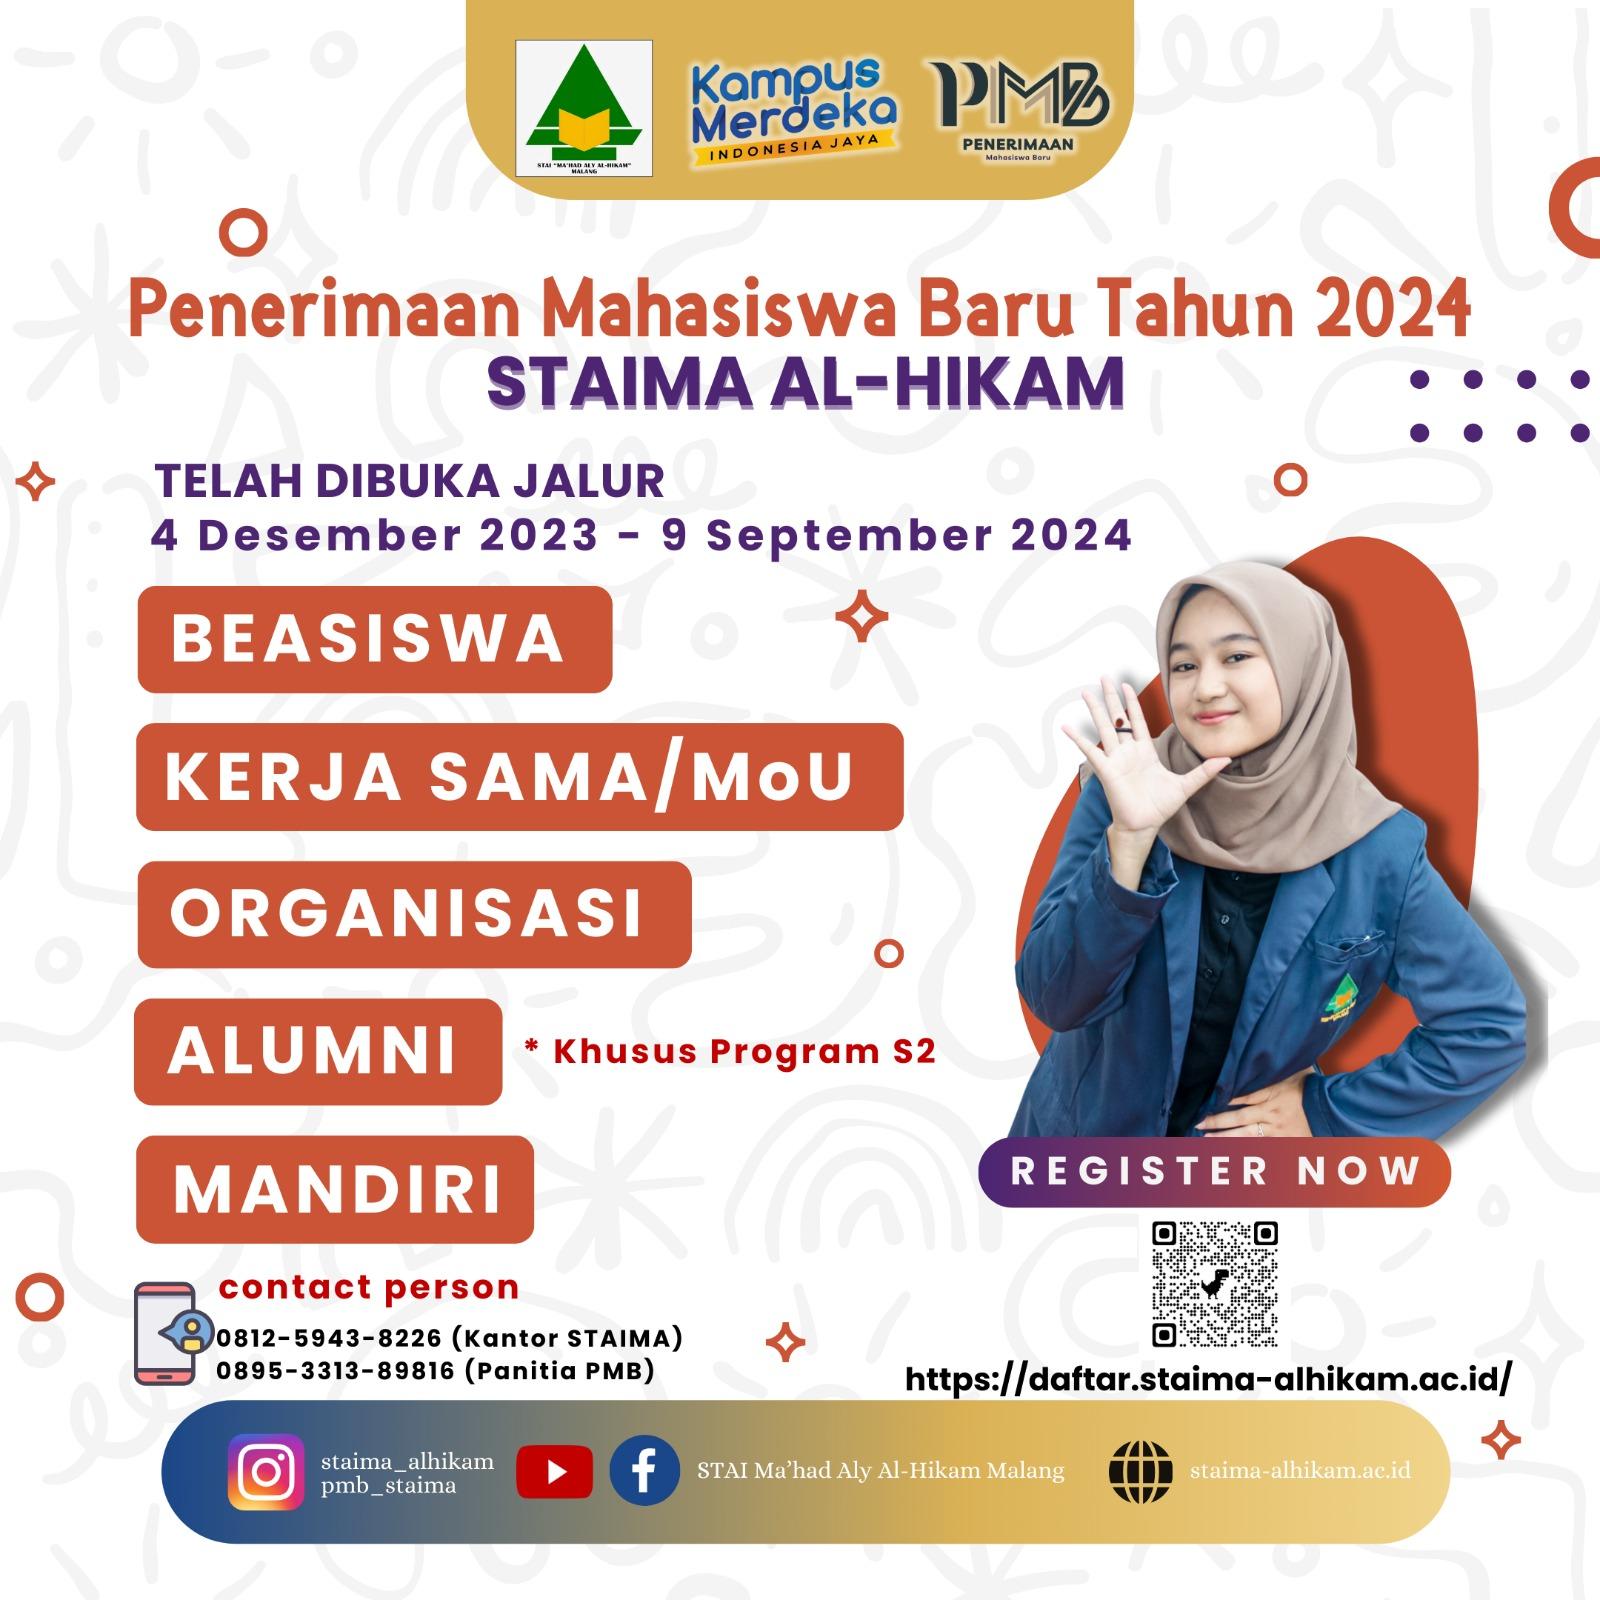 STAI "MA'HAD ALY AL-HIKAM"
MALANG
Kampus
Merdeka
INDONESIA JAYA
PMB
PENERIMAAN
Mahasiswa Baru
Penerimaan Mahasiswa Baru Tahun 2024
STAIMA AL-HIKAM
TELAH DIBUKA JALUR
4 Desember 2023 - 9 September 2024
BEASISWA
KERJA SAMA/MoU
ORGANISASI
ALUMNI * Khusus Program S2
MANDIRI
REGISTER NOW
contact person
0812-5943-8226 (Kantor STAIMA)
0895-3313-89816 (Panitia PMB)
https://daftar.staima-alhikam.ac.id/
staima_alhikam
pmb_staima
STAI Ma'had Aly Al-Hikam Malang
staima-alhikam.ac.id